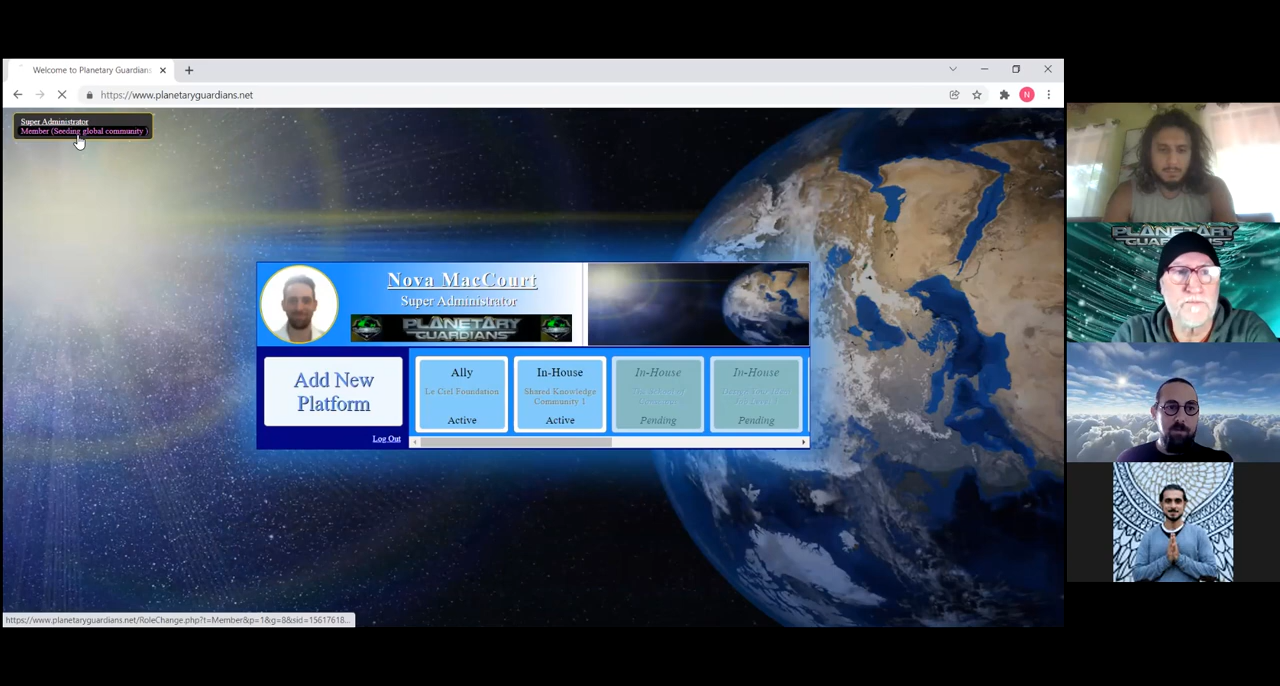 Welcome to Planetary Guardians
https://www.planetaryguardians.net
N
Super Administrator
Member (Seeding global community )
Nova MacCourt
Super Administrator
PLANETARY GUARDIANS
Add New
Platform
Log Out
Ally
Le Ciel Foundation
Active
In-House
Shared Knowledge
Community 1
Active
In-House
Pending
In-House
Pending
https://www.planetaryguardians.net/RoleChange.php?t=Member&p=1&g=8&sid=15617618...
PLANETARY
GUARDIANS